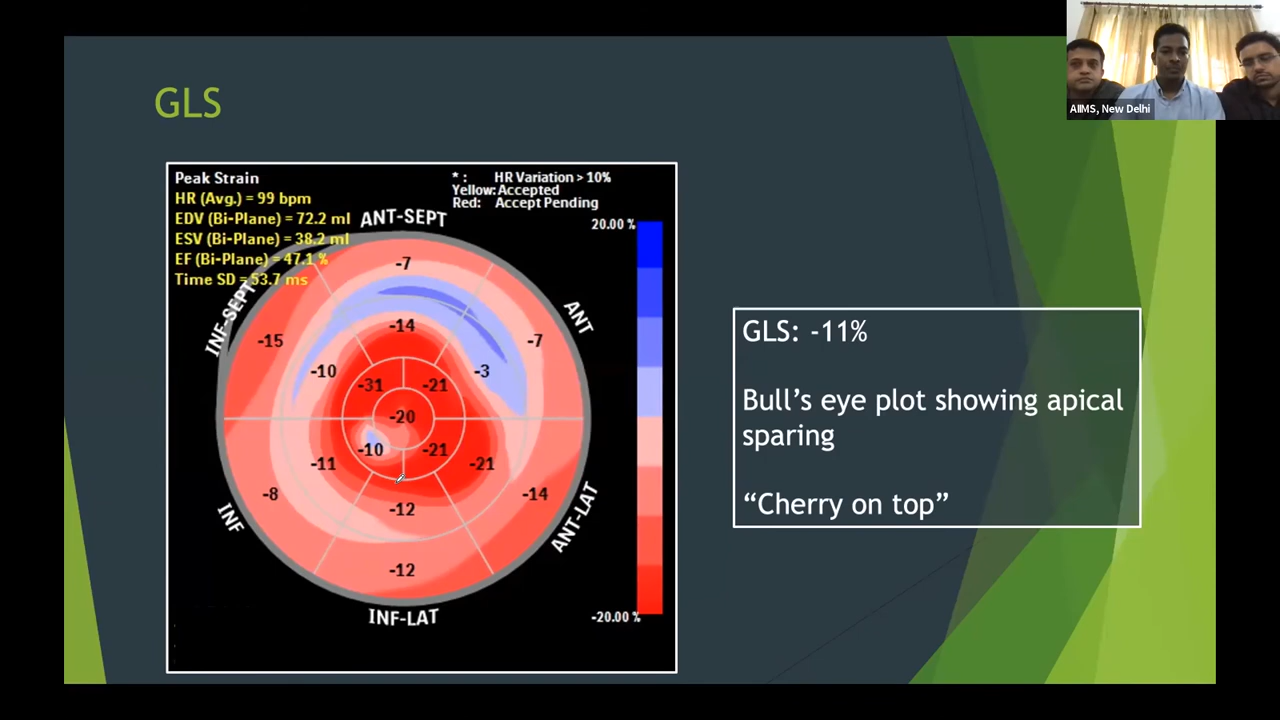 GLS
Peak Strain
HR (Avg.) = 99 bpm
EDV (Bi-Plane) = 72.2 ml
ESV (Bi-Plane) = 38.2 ml
EF (Bi-Plane) = 47.1 %
Time SD = 53.7 ms
* : HR Variation > 10%
Yellow: Accepted
Red: Accept Pending
20.00 %
ANT-SEPT
INF-SEPT
ANT
-7
-14
-15
-7
-10
-3
-31
-21
-20
-10
-21
-11
-21
-8
-14
-12
-12
INF
ANT-LAT
INF-LAT
-20.00 %
GLS: -11%
Bull’s eye plot showing apical
sparing
“Cherry on top”
AIIMS, New Delhi